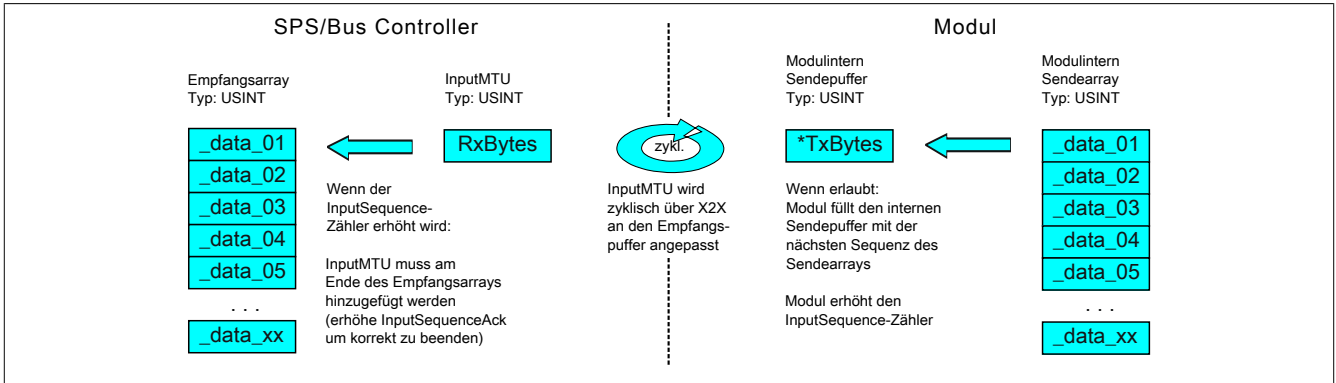 SPS/Bus Controller
Modul
Empfangsarray
Typ: USINT
InputMTU
Typ: USINT
Modulintern
Sendepuffer
Typ: USINT
Modulintern
Sendearray
Typ: USINT
_data_01
_data_02
_data_03
_data_04
_data_05
. . .
_data_xx
RxBytes
Wenn der
InputSequence-
Zähler erhöht wird:
InputMTU muss am
Ende des Empfangsarrays
hinzugefügt werden
(erhöhe InputSequenceAck
um korrekt zu beenden)
zykl.
InputMTU wird
zyklisch über X2X
an den Empfangs-
puffer angepasst
*TxBytes
Wenn erlaubt:
Modul füllt den internen
Sendepuffer mit der
nächsten Sequenz des
Sendearrays
Modul erhöht den
InputSequence-Zähler
_data_01
_data_02
_data_03
_data_04
_data_05
. . .
_data_xx